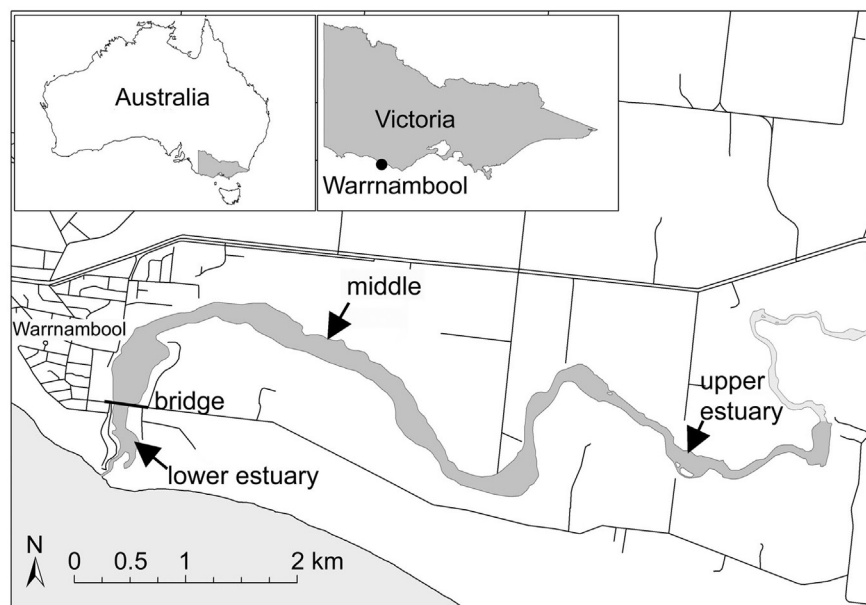 Australia
Victoria
Warrnambool
middle
Warrnambool
bridge
upper
estuary
lower estuary
N
0 0.5 1 2 km